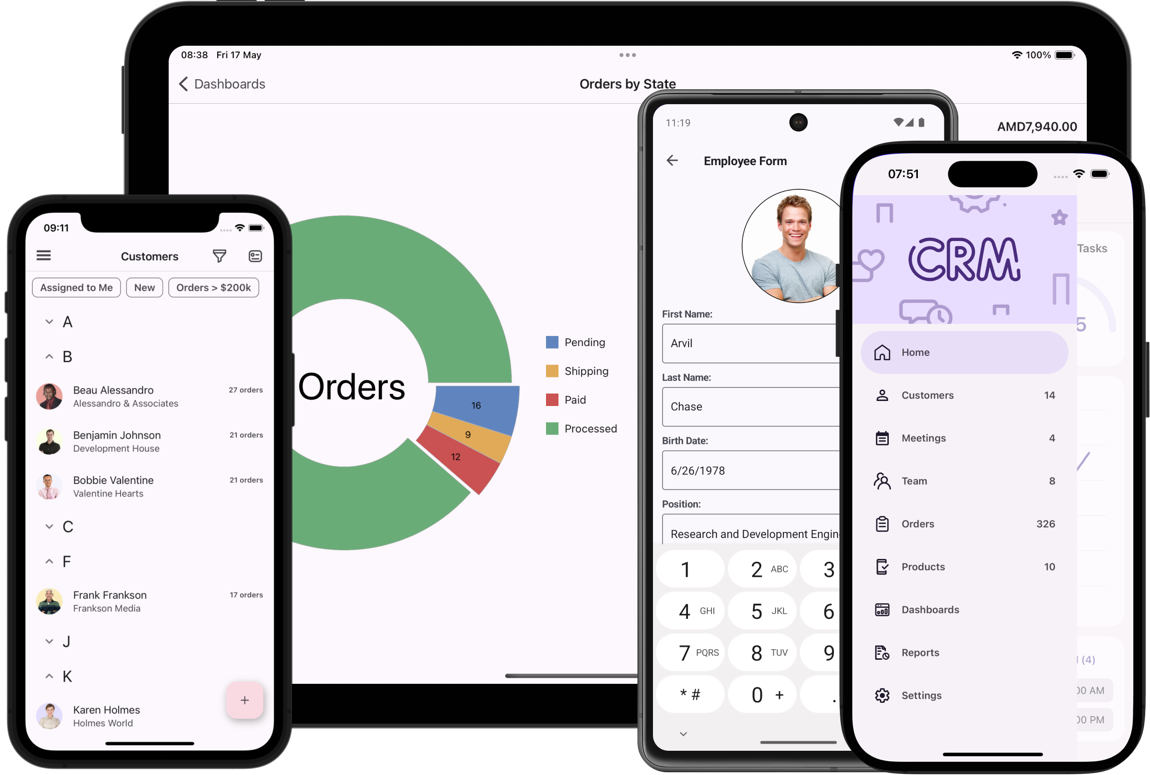 08:38 Fri 17 May
100%
Dashboards
Orders by State
AMD7,940.00
Orders
16
9
12
Pending
Shipping
Paid
Processed
09:11
Customers
Assigned to Me
New
Orders > $200k
A
B
Beau Alessandro
27 orders
Alessandro & Associates
Benjamin Johnson
21 orders
Development House
Bobbie Valentine
21 orders
Valentine Hearts
C
F
Frank Frankson
17 orders
Frankson Media
J
K
Karen Holmes
Holmes World
+
11:19
Employee Form
First Name:
Arvil
Last Name:
Chase
Birth Date:
6/26/1978
Position:
Research and Development Engin
1
2 ABC
3
4 GHI
5 JKL
6
7 PQRS
8 TUV
9
* #
0 +
.
07:51
CRM
Tasks
5
Home
Customers 14
Meetings 4
Team 8
Orders 326
Products 10
Dashboards
Reports
Settings
(4)
00 AM
00 PM